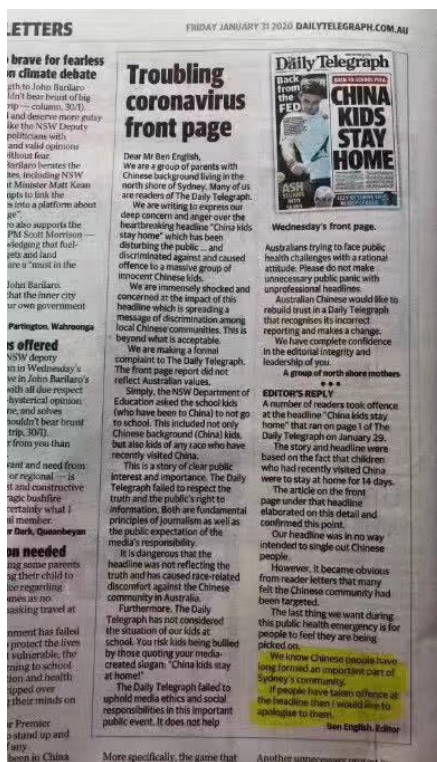 LETTERS
FRIDAY JANUARY 31 2020 DAILYTELEGRAPH.COM.AU
brave for fearless
n climate debate
gth to John Barilaro
ldn't bear brunt of big
rip — column, 30/1).
and deserve more gutsy
like the NSW Deputy
politicians with
and valid opinions
without fear.
Barilaro berates the
hes, including NSW
t Minister Matt Kean
mpts to link the
s into a platform about
ge".
o also supports the
PM Scott Morrison —
wledging that fuel-
gets and land
are a "must in the
John Barilaro.
that the inner city
ur own government
Partington, Wahroonga
s offered
NSW deputy
n in Wednesday's
ve in John Barilaro's
with all due respect
-hysterical opinion
ne, and solves
ouldn't bear brunt
trip, 30/1).
r from you than
want and need from
or regional — is
st and constructive
ragic bushfire
certainly what I
al member.
r Dark, Queanbeyan
on needed
ng some parents
ng their child to
ce regarding
mes as no
masking travel at
nment has failed
protect the lives
t vulnerable, the
rning to school
ion and health
ripped over
their minds on
r Premier
o stand up and
f any.
been in China
Troubling
coronavirus
front page
Dear Mr Ben English,
We are a group of parents with
Chinese background living in the
north shore of Sydney. Many of us
are readers of The Daily Telegraph.
We are writing to express our
deep concern and anger over the
heartbreaking headline "China kids
stay home" which has been
disturbing the public ... and
discriminated against and caused
offence to a massive group of
innocent Chinese kids.
We are immensely shocked and
concerned at the impact of this
headline which is spreading a
message of discrimination among
local Chinese communities. This is
beyond what is acceptable.
We are making a formal
complaint to The Daily Telegraph.
The front page report did not
reflect Australian values.
Simply, the NSW Department of
Education asked the school kids
(who have been to China) to not go
to school. This included not only
Chinese background (China) kids,
but also kids of any race who have
recently visited China.
This is a story of clear public
interest and importance. The Daily
Telegraph failed to respect the
truth and the public's right to
information. Both are fundamental
principles of journalism as well as
the public expectation of the
media's responsibility.
It is dangerous that the
headline was not reflecting the
truth and has caused race-related
discomfort against the Chinese
community in Australia.
Furthermore, The Daily
Telegraph has not considered
the situation of our kids at
school. You risk kids being bullied
by those quoting your media-
created slogan: "China kids stay
at home!"
The Daily Telegraph failed to
uphold media ethics and social
responsibilities in this important
public event. It does not help
More specifically, the game that
The Daily Telegraph
Back
from
the
FED
CHINA
KIDS
STAY
HOME
ASH
Wednesday's front page.
Australians trying to face public
health challenges with a rational
attitude. Please do not make
unnecessary public panic with
unprofessional headlines.
Australian Chinese would like to
rebuild trust in a Daily Telegraph
that recognises its incorrect
reporting and makes a change.
We have complete confidence
in the editorial integrity and
leadership of you.
A group of north shore mothers
EDITOR'S REPLY
A number of readers took offence
at the headline "China kids stay
home" that ran on page 1 of The
Daily Telegraph on January 29.
The story and headline were
based on the fact that children
who had recently visited China
were to stay at home for 14 days.
The article on the front
page under that headline
elaborated on this detail and
confirmed this point.
Our headline was in no way
intended to single out Chinese
people.
However, it became obvious
from reader letters that many
felt the Chinese community had
been targeted.
The last thing we want during
this public health emergency is for
people to feel they are being
picked on.
We know Chinese people have
long formed an important part of
Sydney's community.
If people have taken offence at
the headline then I would like to
apologise to them.
Ben English, Editor